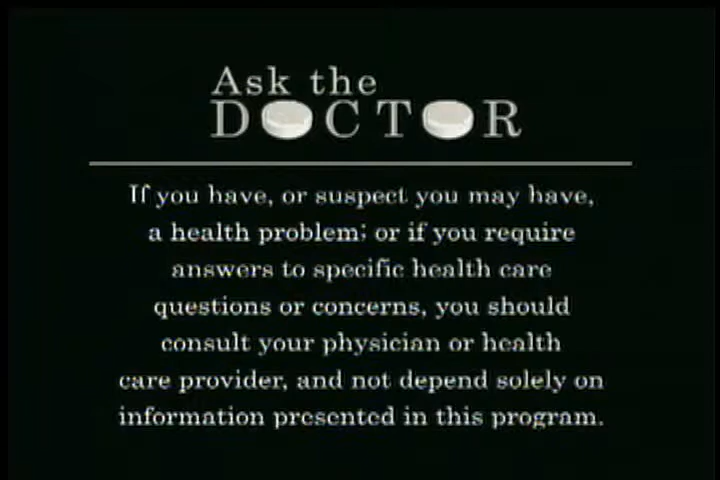 Ask the
DOCTOR
If you have, or suspect you may have,
a health problem; or if you require
answers to specific health care
questions or concerns, you should
consult your physician or health
care provider, and not depend solely on
information presented in this program.